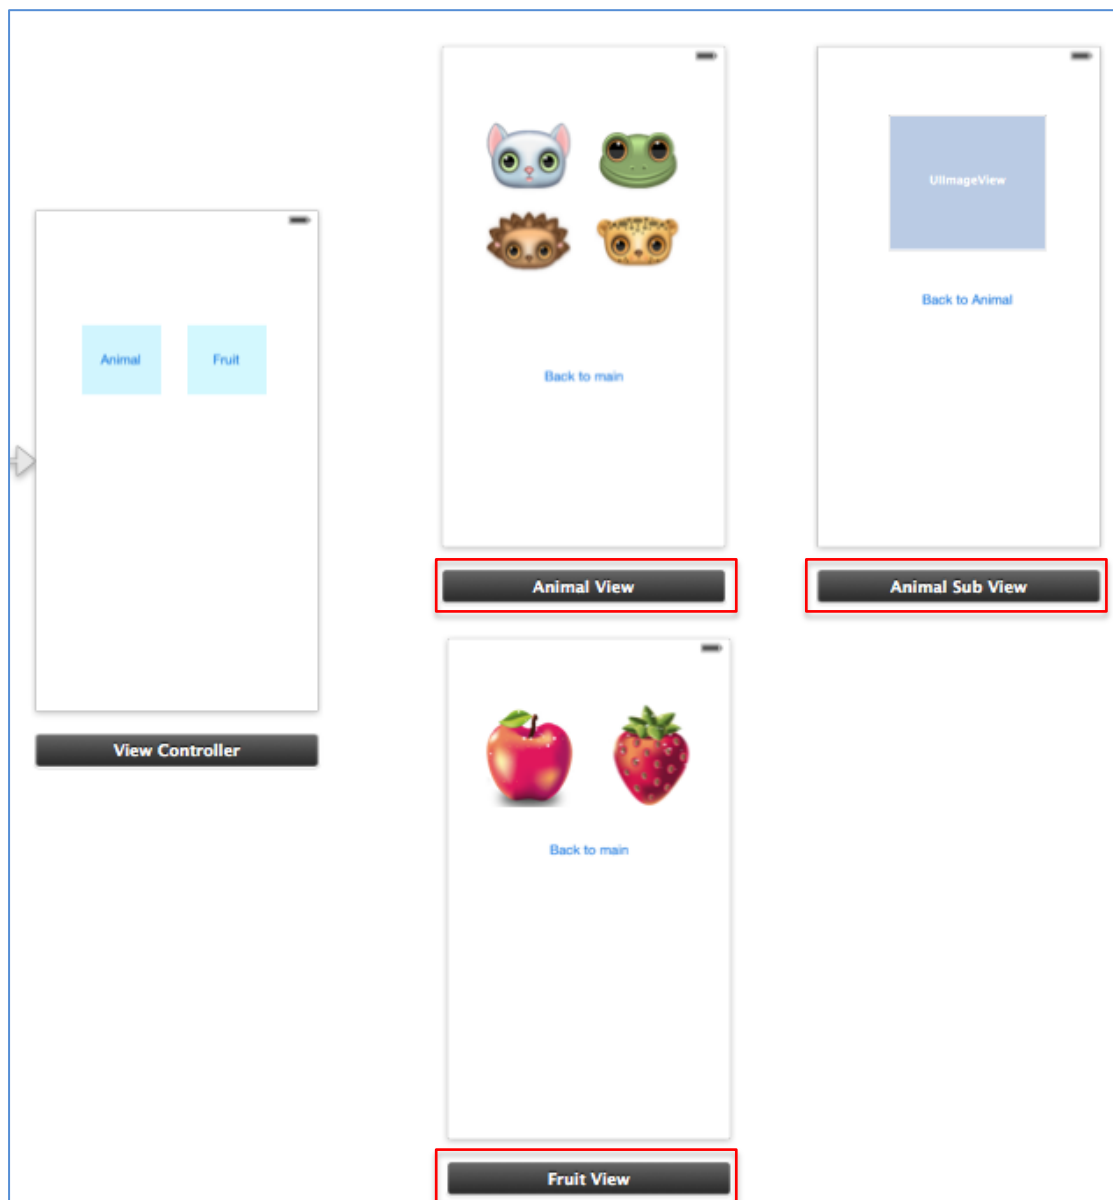 Animal
Fruit
View Controller
Back to main
Animal View
UIImageView
Back to Animal
Animal Sub View
Back to main
Fruit View